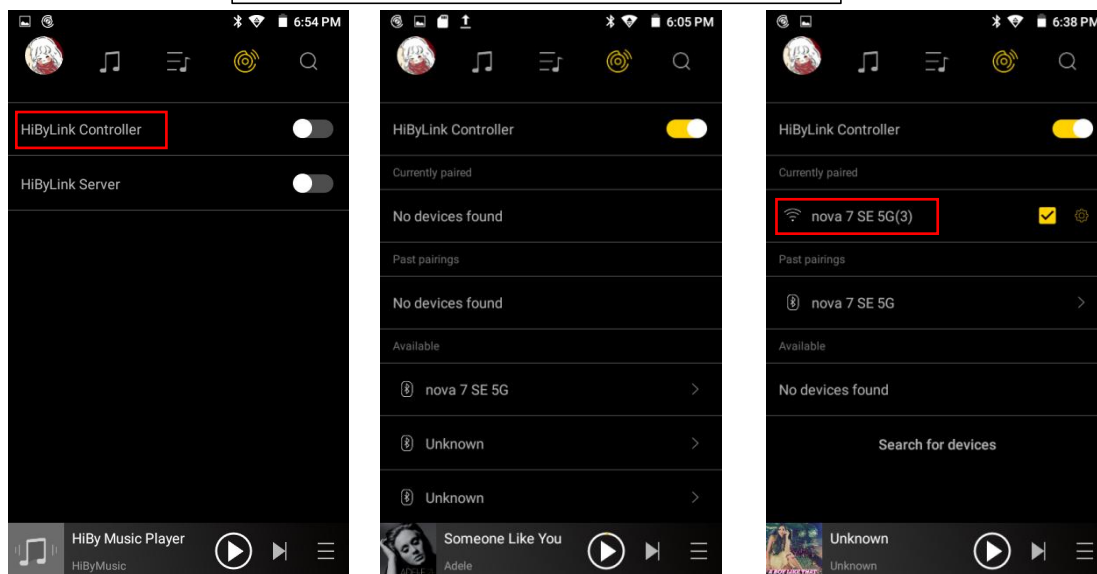 6:54 PM
HiByLink Controller
HiByLink Server
HiBy Music Player
HiByMusic
6:05 PM
HiByLink Controller
Currently paired
No devices found
Past pairings
No devices found
Available
nova 7 SE 5G
Unknown
Unknown
Someone Like You
Adele
6:38 PM
HiByLink Controller
Currently paired
nova 7 SE 5G(3)
Past pairings
nova 7 SE 5G
Available
No devices found
Search for devices
Unknown
Unknown